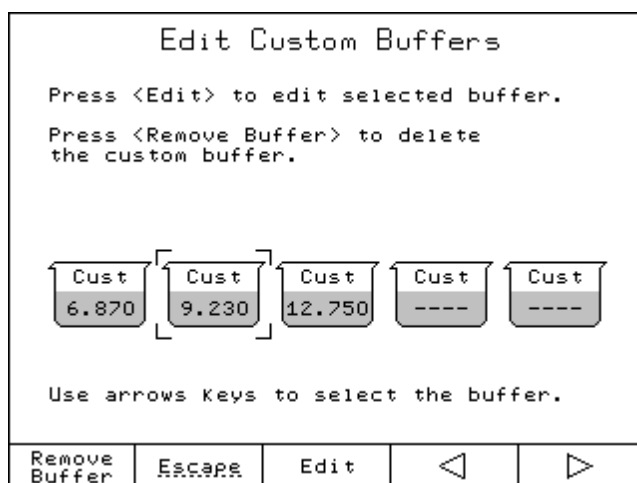 Edit Custom Buffers
Press <Edit> to edit selected buffer.
Press <Remove Buffer> to delete
the custom buffer.
Cust Cust Cust Cust Cust
6.870 9.230 12.750 ---- ----
Use arrows Keys to select the buffer.
Remove Buffer Escape Edit ◁ ▷